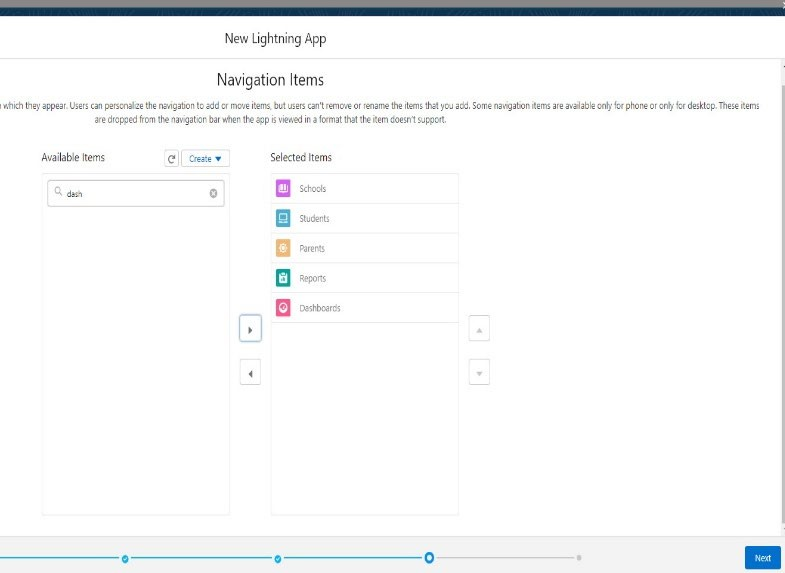 New Lightning App
Navigation Items
which they appear. Users can personalize the navigation to add or move items, but users can't remove or rename the items that you add. Some navigation items are available only for phone or only for desktop. These items
are dropped from the navigation bar when the app is viewed in a format that the item doesn't support.
Available Items
Create
Selected Items
dash
Schools
Students
Parents
Reports
Dashboards
Next